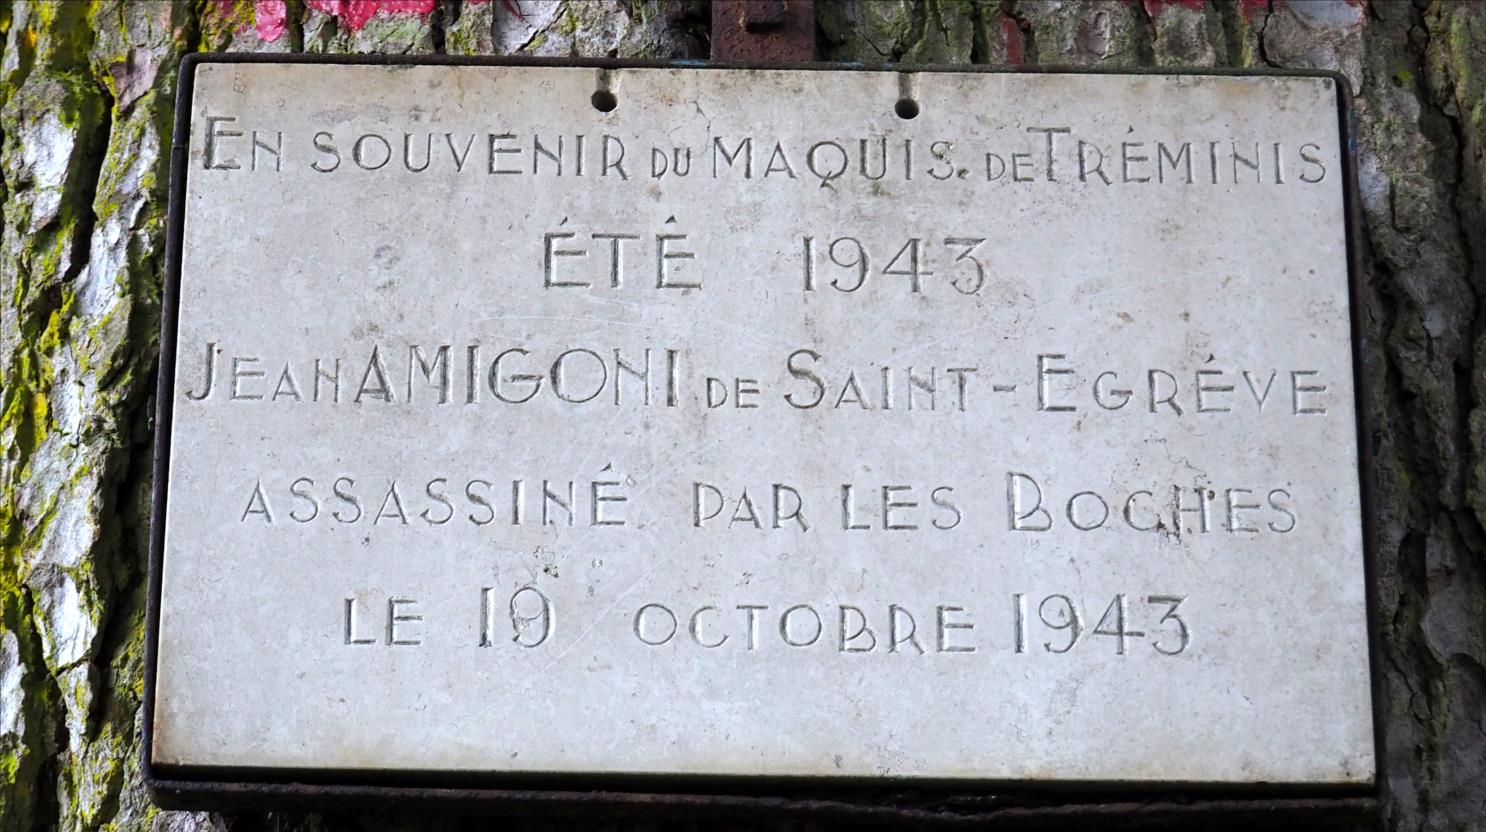 EN SOUVENIR DU MAQUIS DE TRÉMINIS
ÉTÉ 1943
JEAN AMIGONI DE SAINT-EGRÉVE
ASSASSINÉ PAR LES BOCHES
LE 19 OCTOBRE 1943